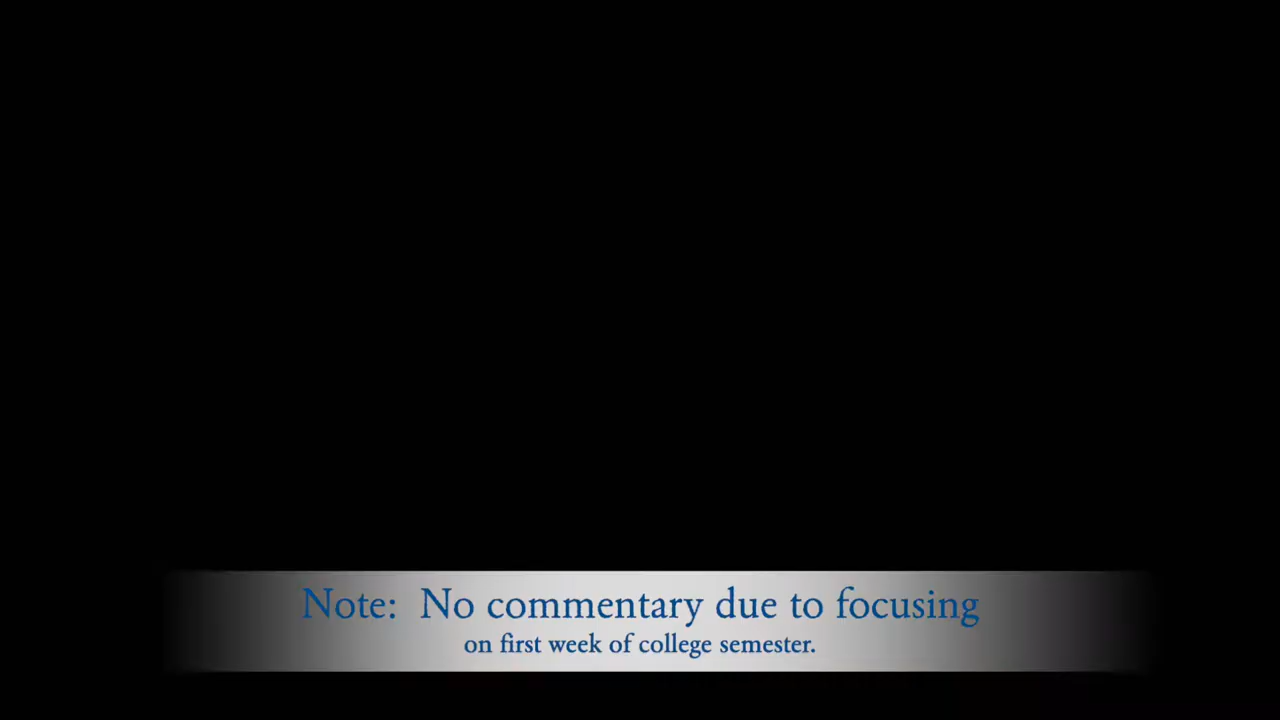 Note:  No commentary due to focusing
on first week of college semester.